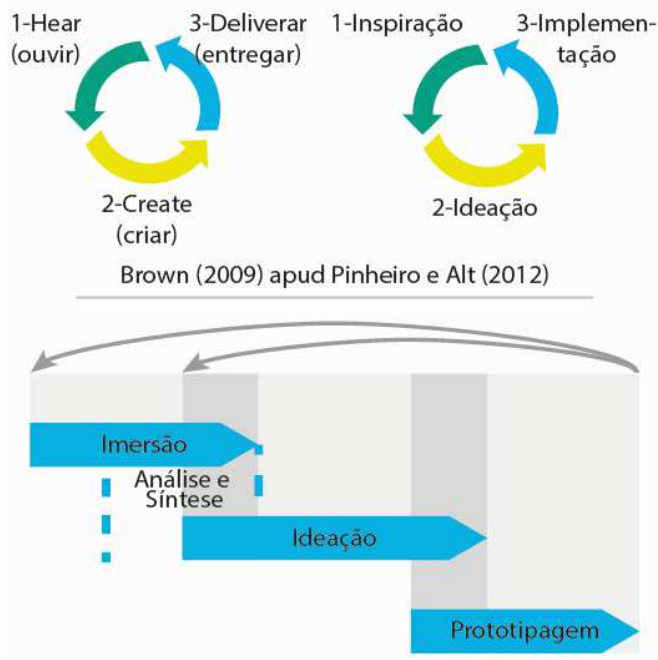 1-Hear
(ouvir)
3-Deliverar
(entregar)
2-Create
(criar)
1-Inspiração
3-Implemen-
tação
2-Ideação
Brown (2009) apud Pinheiro e Alt (2012)
Imersão
Análise e
Síntese
Ideação
Prototipagem